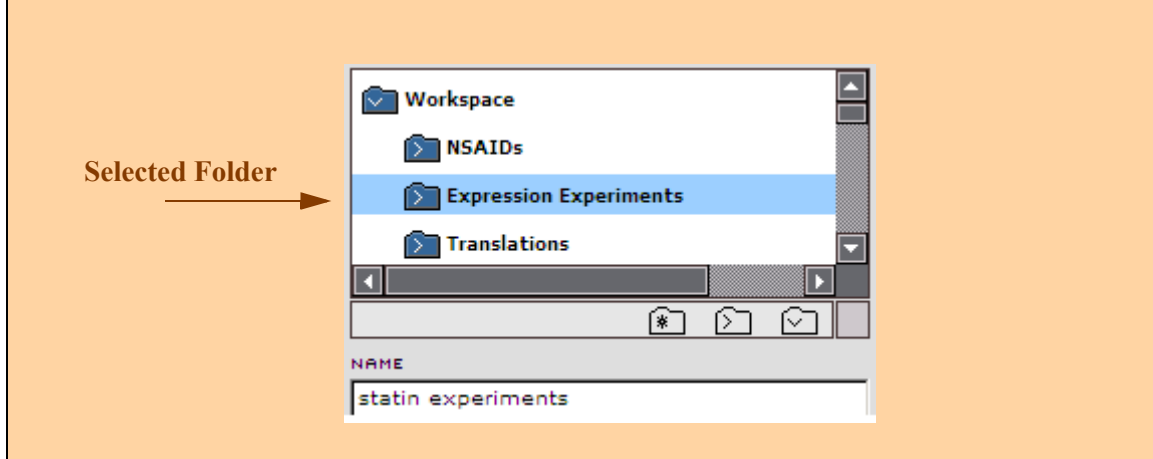 Workspace
NSAIDs
Selected Folder
Expression Experiments
Translations
NAME
statin experiments